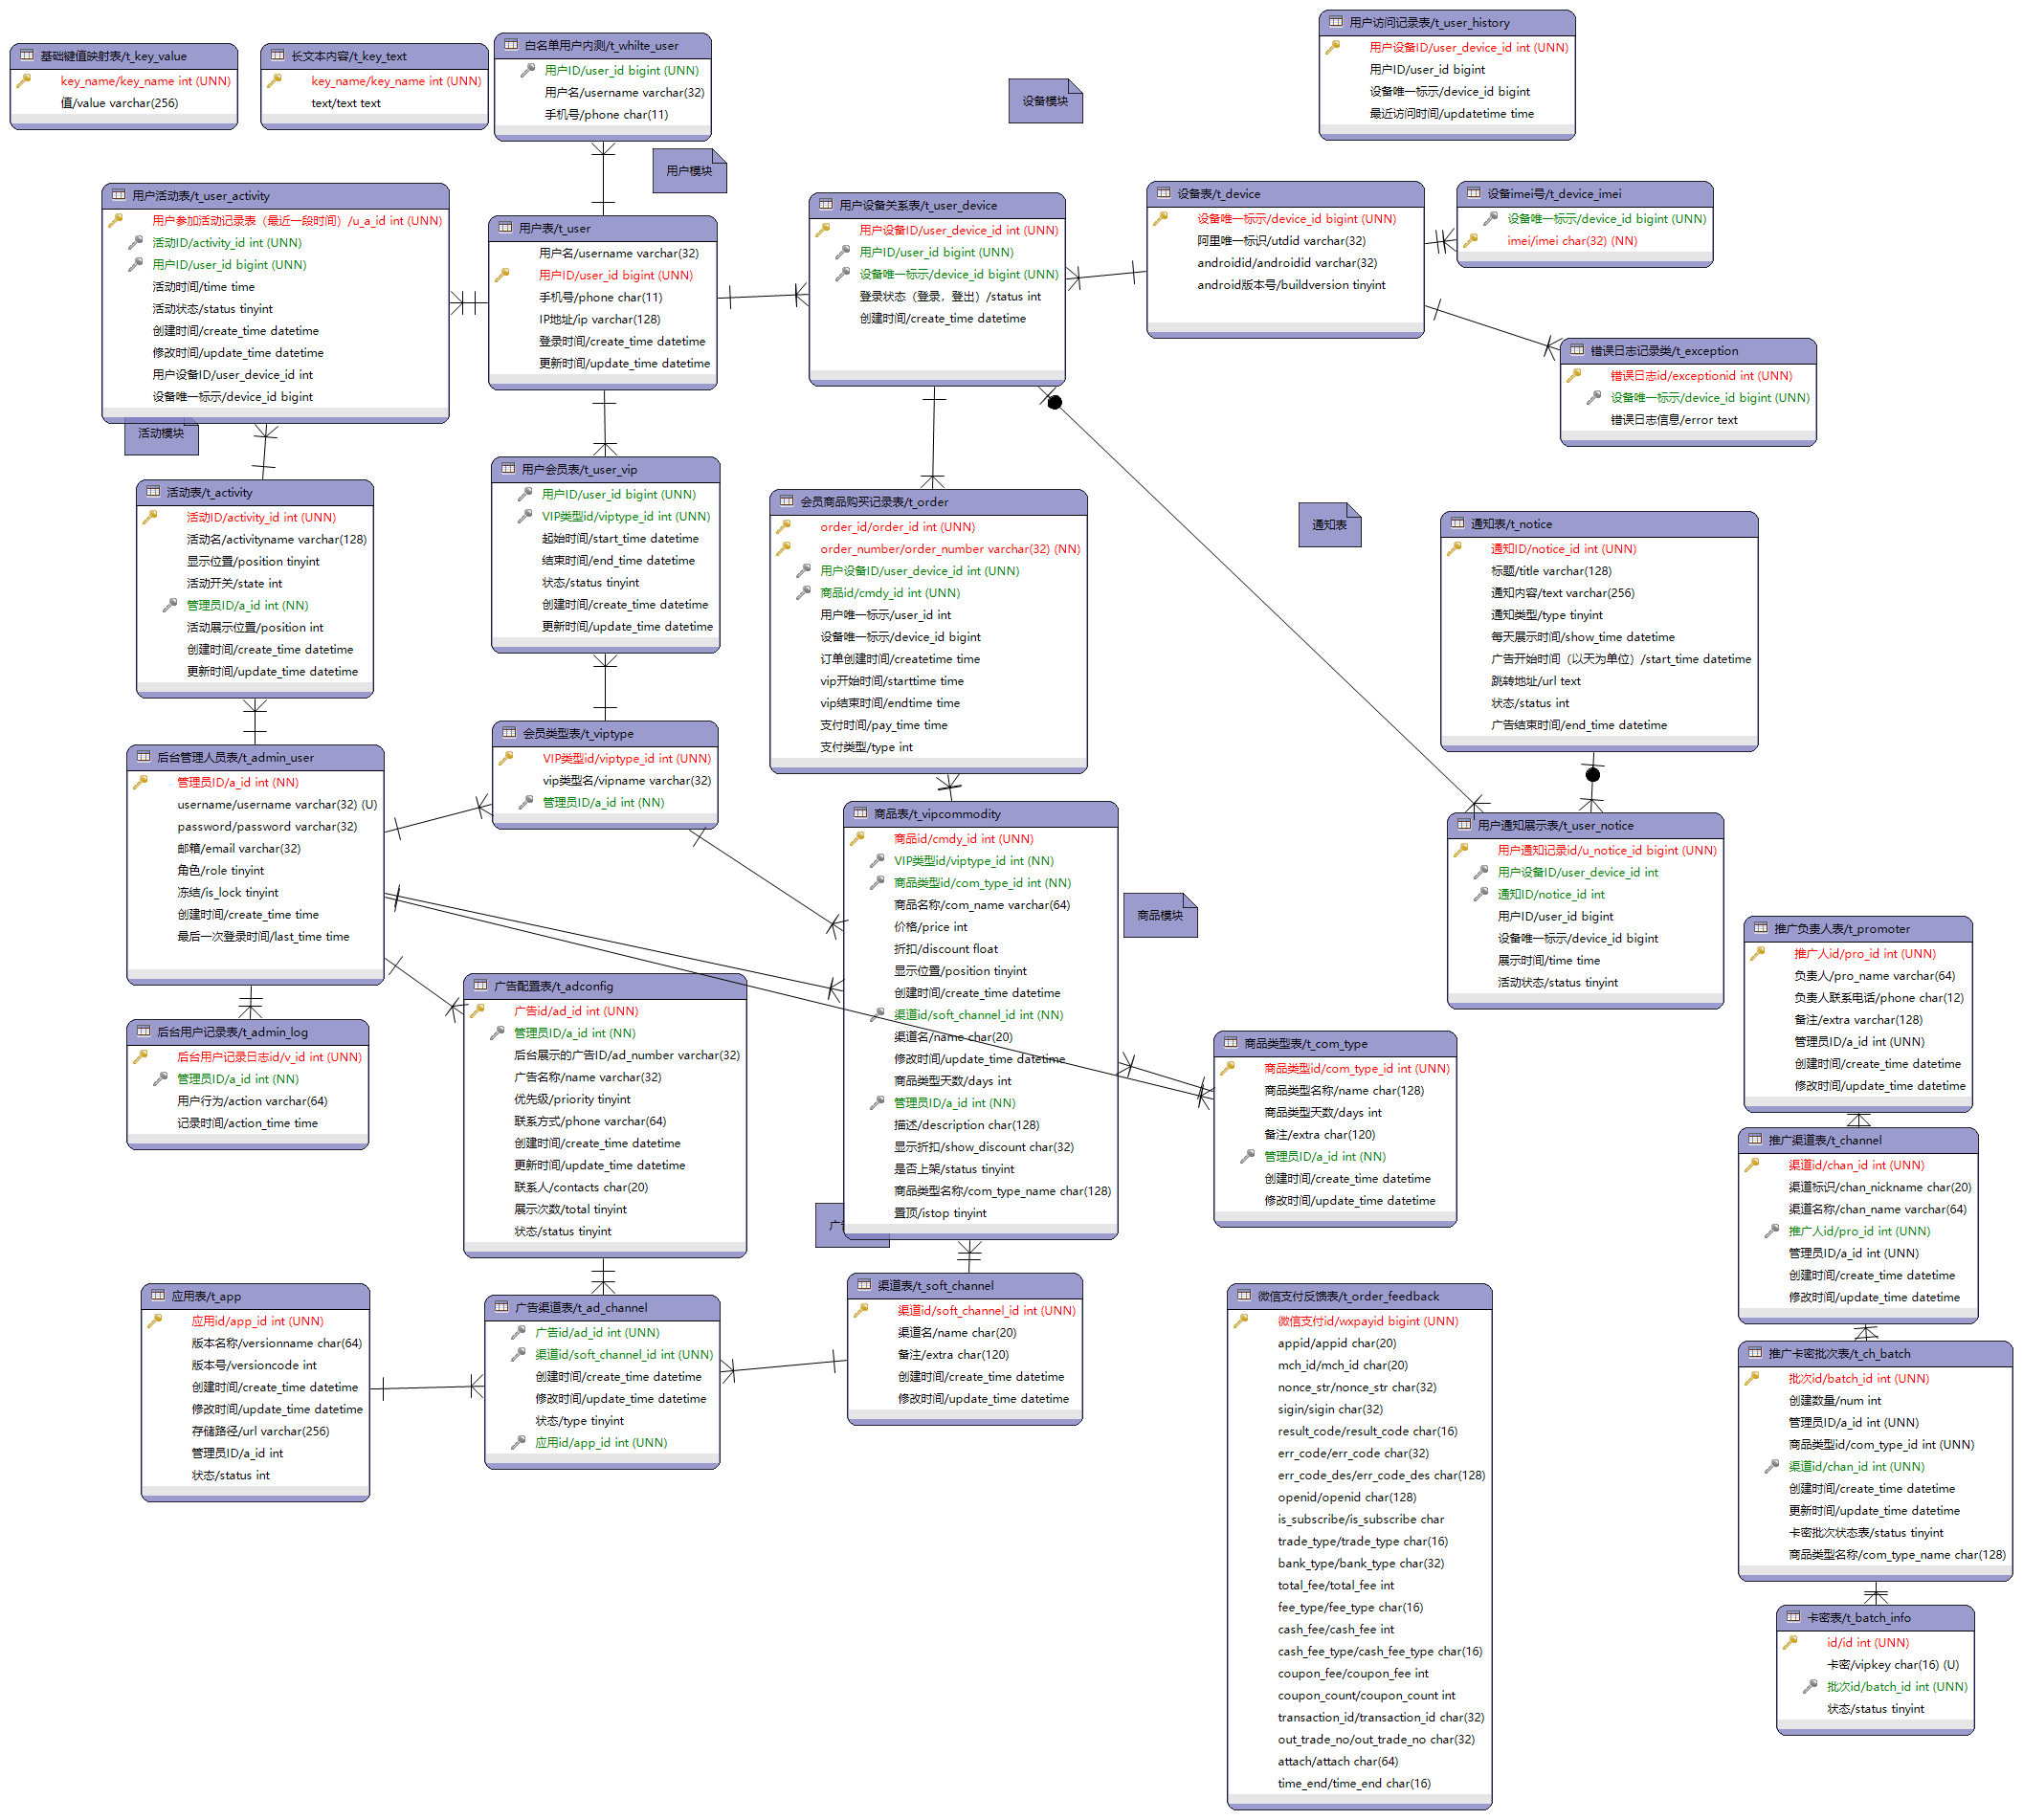 基础键值映射表/t_key_value
key_name/key_name int (UNN)
值/value varchar(256)
长文本内容/t_key_text
key_name/key_name int (UNN)
text/text text
白名单用户内测/t_whilte_user
用户ID/user_id bigint (UNN)
用户名/username varchar(32)
手机号/phone char(11)
用户模块
设备模块
用户访问记录表/t_user_history
用户设备ID/user_device_id int (UNN)
用户ID/user_id bigint
设备唯一标示/device_id bigint
最近访问时间/updatetime time
用户活动表/t_user_activity
用户参加活动记录表（最近一段时间）/u_a_id int (UNN)
活动ID/activity_id int (UNN)
用户ID/user_id bigint (UNN)
活动时间/time time
活动状态/status tinyint
创建时间/create_time datetime
修改时间/update_time datetime
用户设备ID/user_device_id int
设备唯一标示/device_id bigint
活动模块
用户表/t_user
用户名/username varchar(32)
用户ID/user_id bigint (UNN)
手机号/phone char(11)
IP地址/ip varchar(128)
登录时间/create_time datetime
更新时间/update_time datetime
用户设备关系表/t_user_device
用户设备ID/user_device_id int (UNN)
用户ID/user_id bigint (UNN)
设备唯一标示/device_id bigint (UNN)
登录状态（登录，登出）/status int
创建时间/create_time datetime
设备表/t_device
设备唯一标示/device_id bigint (UNN)
阿里唯一标识/utdid varchar(32)
androidid/androidid varchar(32)
android版本号/buildversion tinyint
设备imei号/t_device_imei
设备唯一标示/device_id bigint (UNN)
imei/imei char(32) (NN)
错误日志记录类/t_exception
错误日志id/exceptionid int (UNN)
设备唯一标示/device_id bigint (UNN)
错误日志信息/error text
活动表/t_activity
活动ID/activity_id int (UNN)
活动名/activityname varchar(128)
显示位置/position tinyint
活动开关/state int
管理员ID/a_id int (NN)
活动展示位置/position int
创建时间/create_time datetime
更新时间/update_time datetime
用户会员表/t_user_vip
用户ID/user_id bigint (UNN)
VIP类型id/viptype_id int (UNN)
起始时间/start_time datetime
结束时间/end_time datetime
状态/status tinyint
创建时间/create_time datetime
更新时间/update_time datetime
会员商品购买记录表/t_order
order_id/order_id int (UNN)
order_number/order_number varchar(32) (NN)
用户设备ID/user_device_id int (UNN)
商品id/cmdy_id int (UNN)
用户唯一标示/user_id int
设备唯一标示/device_id bigint
订单创建时间/createtime time
vip开始时间/starttime time
vip结束时间/endtime time
支付时间/pay_time time
支付类型/type int
通知表
通知表/t_notice
通知ID/notice_id int (UNN)
标题/title varchar(128)
通知内容/text varchar(256)
通知类型/type tinyint
每天展示时间/show_time datetime
广告开始时间（以天为单位）/start_time datetime
跳转地址/url text
状态/status int
广告结束时间/end_time datetime
后台管理人员表/t_admin_user
管理员ID/a_id int (NN)
username/username varchar(32) (U)
password/password varchar(32)
邮箱/email varchar(32)
角色/role tinyint
冻结/is_lock tinyint
创建时间/create_time time
最后一次登录时间/last_time time
会员类型表/t_viptype
VIP类型id/viptype_id int (UNN)
vip类型名/vipname varchar(32)
管理员ID/a_id int (NN)
商品表/t_vipcommodity
商品id/cmdy_id int (UNN)
VIP类型id/viptype_id int (NN)
商品类型id/com_type_id int (NN)
商品名称/com_name varchar(64)
价格/price int
折扣/discount float
显示位置/position tinyint
创建时间/create_time datetime
渠道id/soft_channel_id int (NN)
渠道名/name char(20)
修改时间/update_time datetime
商品类型天数/days int
管理员ID/a_id int (NN)
描述/description char(128)
显示折扣/show_discount char(32)
是否上架/status tinyint
商品类型名称/com_type_name char(128)
置顶/istop tinyint
商品模块
用户通知展示表/t_user_notice
用户通知记录id/u_notice_id bigint (UNN)
用户设备ID/user_device_id int
通知ID/notice_id int
用户ID/user_id bigint
设备唯一标示/device_id bigint
展示时间/time time
活动状态/status tinyint
推广负责人表/t_promoter
推广人id/pro_id int (UNN)
负责人/pro_name varchar(64)
负责人联系电话/phone char(12)
备注/extra varchar(128)
管理员ID/a_id int (UNN)
创建时间/create_time datetime
修改时间/update_time datetime
后台用户记录表/t_admin_log
后台用户记录日志id/v_id int (UNN)
管理员ID/a_id int (NN)
用户行为/action varchar(64)
记录时间/action_time time
广告配置表/t_adconfig
广告id/ad_id int (UNN)
管理员ID/a_id int (NN)
后台展示的广告ID/ad_number varchar(32)
广告名称/name varchar(32)
优先级/priority tinyint
联系方式/phone varchar(64)
创建时间/create_time datetime
更新时间/update_time datetime
联系人/contacts char(20)
展示次数/total tinyint
状态/status tinyint
商品类型表/t_com_type
商品类型id/com_type_id int (UNN)
商品类型名称/name char(128)
商品类型天数/days int
备注/extra char(120)
管理员ID/a_id int (NN)
创建时间/create_time datetime
修改时间/update_time datetime
推广渠道表/t_channel
渠道id/chan_id int (UNN)
渠道标识/chan_nickname char(20)
渠道名称/chan_name varchar(64)
推广人id/pro_id int (UNN)
管理员ID/a_id int (UNN)
创建时间/create_time datetime
修改时间/update_time datetime
应用表/t_app
应用id/app_id int (UNN)
版本名称/versionname char(64)
版本号/versioncode int
创建时间/create_time datetime
修改时间/update_time datetime
存储路径/url varchar(256)
管理员ID/a_id int
状态/status int
广告渠道表/t_ad_channel
广告id/ad_id int (UNN)
渠道id/soft_channel_id int (UNN)
创建时间/create_time datetime
修改时间/update_time datetime
状态/type tinyint
应用id/app_id int (UNN)
渠道表/t_soft_channel
渠道id/soft_channel_id int (UNN)
渠道名/name char(20)
备注/extra char(120)
创建时间/create_time datetime
修改时间/update_time datetime
微信支付反馈表/t_order_feedback
微信支付id/wxpayid bigint (UNN)
appid/appid char(20)
mch_id/mch_id char(20)
nonce_str/nonce_str char(32)
sigin/sigin char(32)
result_code/result_code char(16)
err_code/err_code char(32)
err_code_des/err_code_des char(128)
openid/openid char(128)
is_subscribe/is_subscribe char
trade_type/trade_type char(16)
bank_type/bank_type char(32)
total_fee/total_fee int
fee_type/fee_type char(16)
cash_fee/cash_fee int
cash_fee_type/cash_fee_type char(16)
coupon_fee/coupon_fee int
coupon_count/coupon_count int
transaction_id/transaction_id char(32)
out_trade_no/out_trade_no char(32)
attach/attach char(64)
time_end/time_end char(16)
推广卡密批次表/t_ch_batch
批次id/batch_id int (UNN)
创建数量/num int
管理员ID/a_id int (UNN)
商品类型id/com_type_id int (UNN)
渠道id/chan_id int (UNN)
创建时间/create_time datetime
更新时间/update_time datetime
卡密批次状态表/status tinyint
商品类型名称/com_type_name char(128)
卡密表/t_batch_info
id/id int (UNN)
卡密/vipkey char(16) (U)
批次id/batch_id int (UNN)
状态/status tinyint